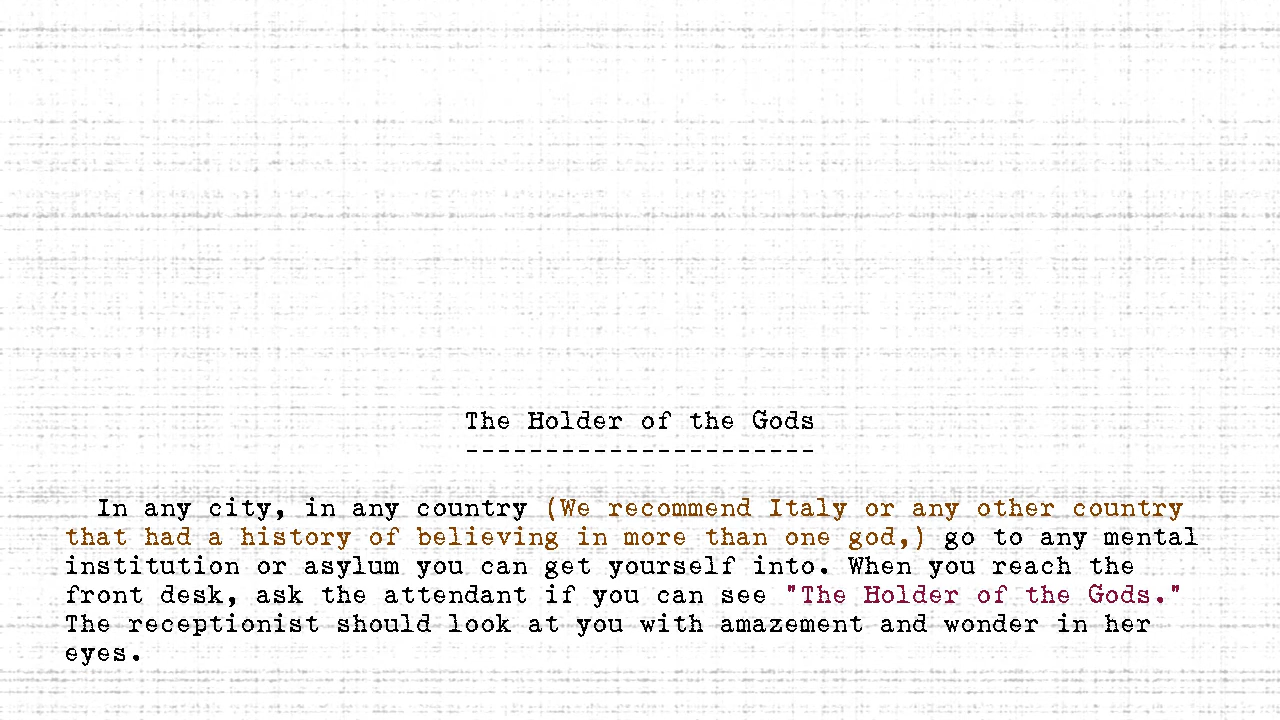 The Holder of the Gods
----------------------
In any city, in any country (We recommend Italy or any other country
that had a history of believing in more than one god,) go to any mental
institution or asylum you can get yourself into. When you reach the
front desk, ask the attendant if you can see "The Holder of the Gods."
The receptionist should look at you with amazement and wonder in her
eyes.